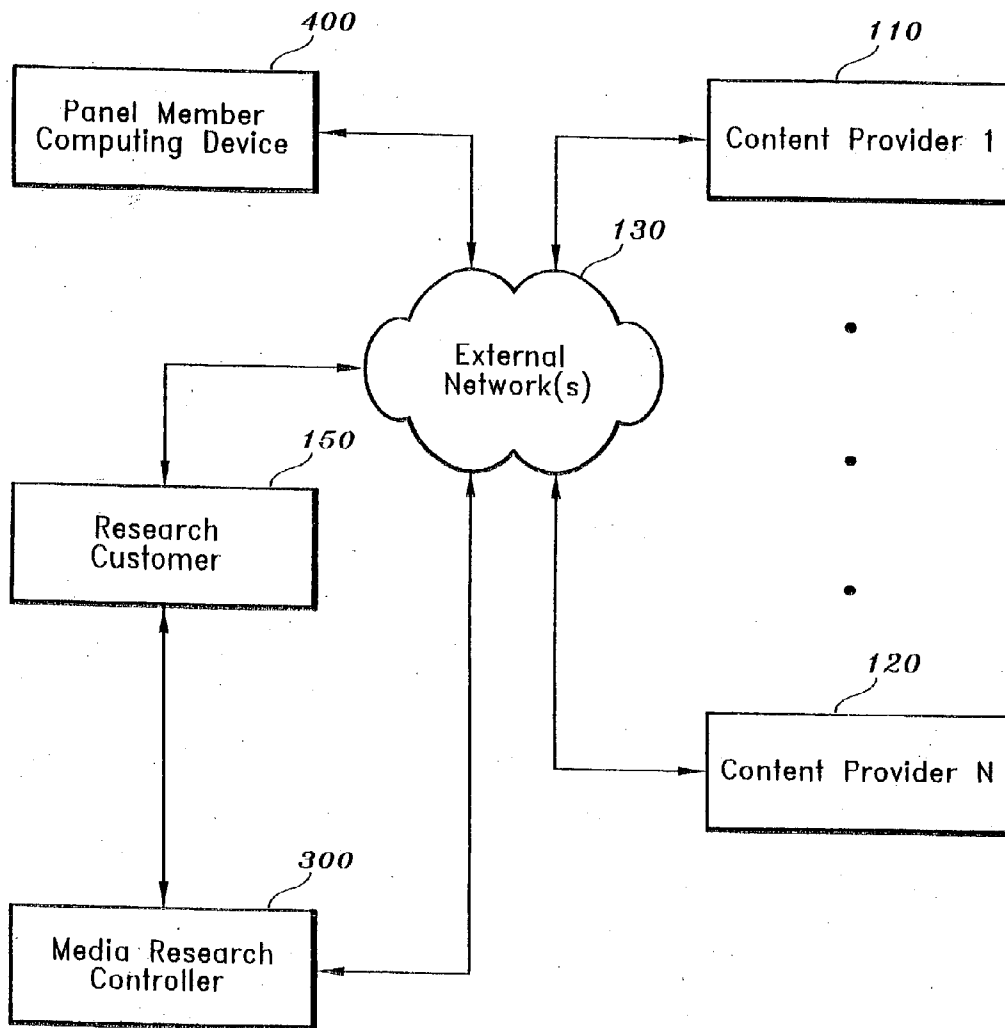 400
Panel Member
Computing Device
110
Content Provider 1
130
External
Network(s)
150
Research
Customer
120
Content Provider N
300
Media Research
Controller